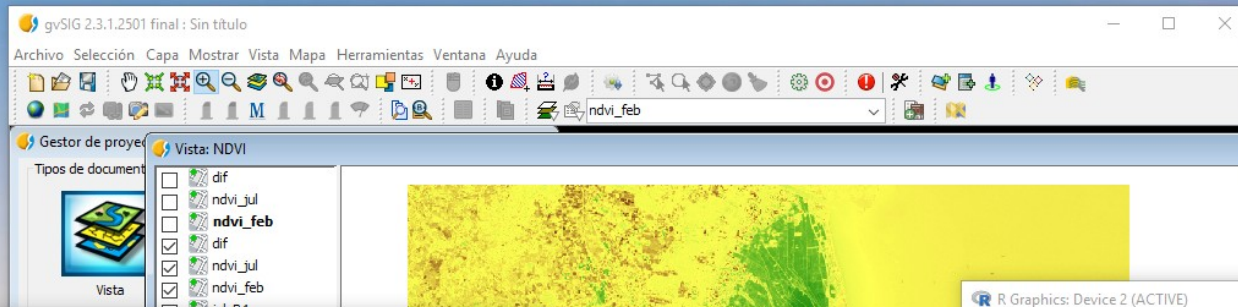 gvSIG 2.3.1.2501 final : Sin título
Archivo Selección Capa Mostrar Vista Mapa Herramientas Ventana Ayuda
M
ndvi_feb
Gestor de proyec
Vista: NDVI
Tipos de document
dif
ndvi_jul
ndvi_feb
dif
ndvi_jul
ndvi_feb
Vista
R Graphics: Device 2 (ACTIVE)